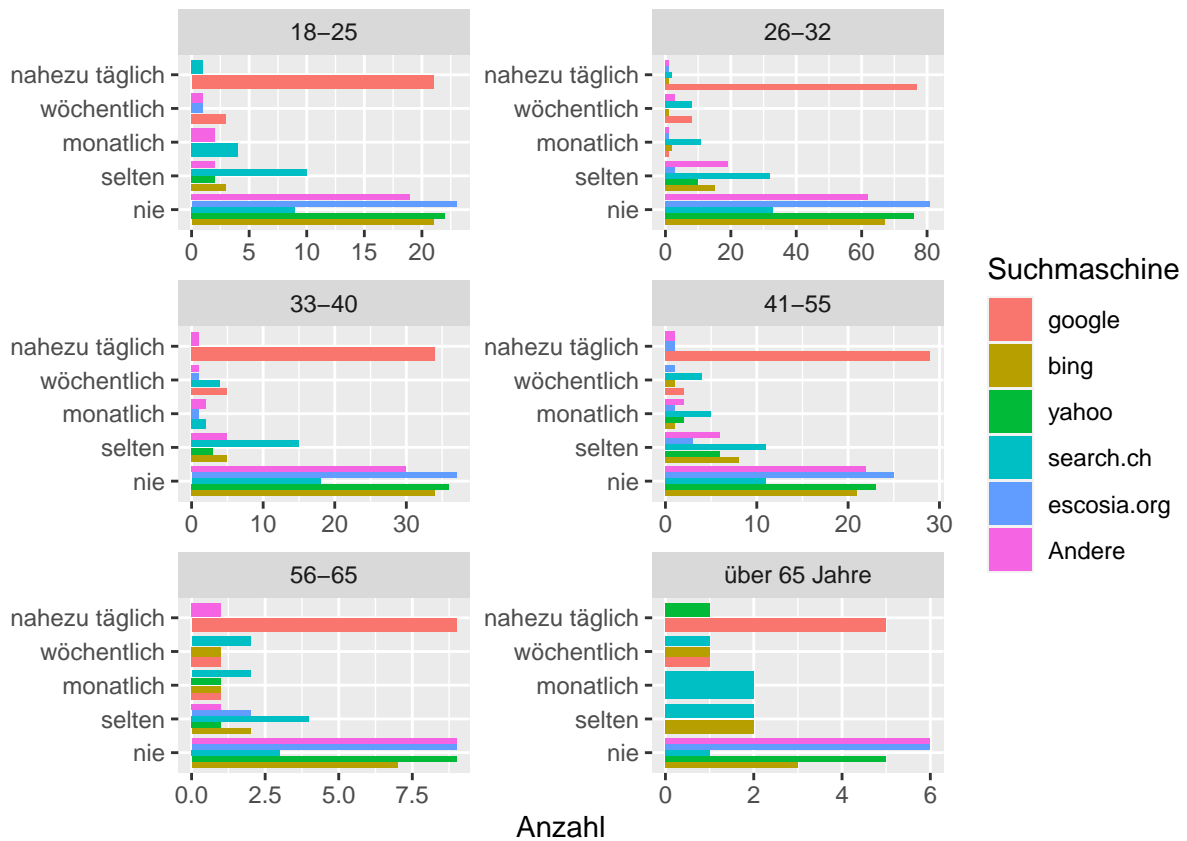 18−25
nahezu täglich
wöchentlich
monatlich
selten
nie
0 5 10 15 20
26−32
nahezu täglich
wöchentlich
monatlich
selten
nie
0 20 40 60 80
33−40
nahezu täglich
wöchentlich
monatlich
selten
nie
0 10 20 30
41−55
nahezu täglich
wöchentlich
monatlich
selten
nie
0 10 20 30
56−65
nahezu täglich
wöchentlich
monatlich
selten
nie
0.0 2.5 5.0 7.5
über 65 Jahre
nahezu täglich
wöchentlich
monatlich
selten
nie
0 2 4 6
Anzahl
Suchmaschine
google
bing
yahoo
search.ch
escosia.org
Andere